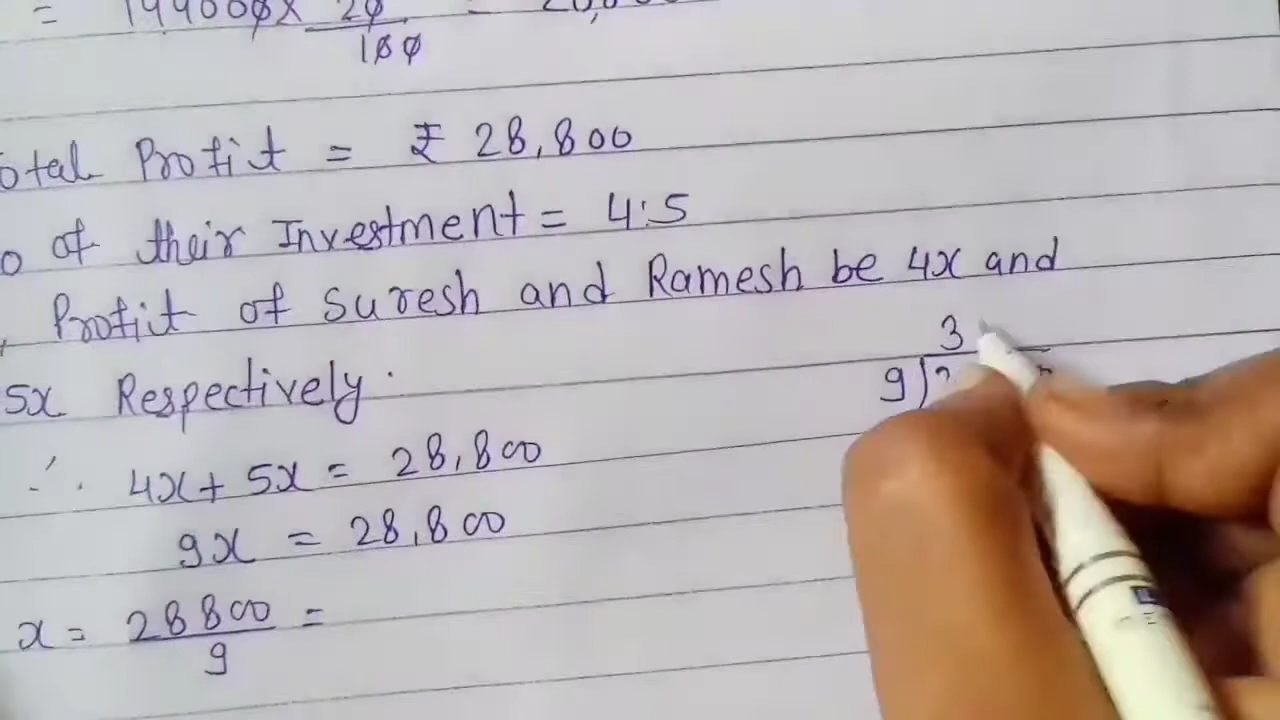 = 144000 × 20
100
otal Profit = ₹ 28,800
o of their Investment = 4:5
Profit of Suresh and Ramesh be 4x and
5x Respectively.
3
9
∴ 4x + 5x = 28,800
9x = 28,800
x = 28800 =
9